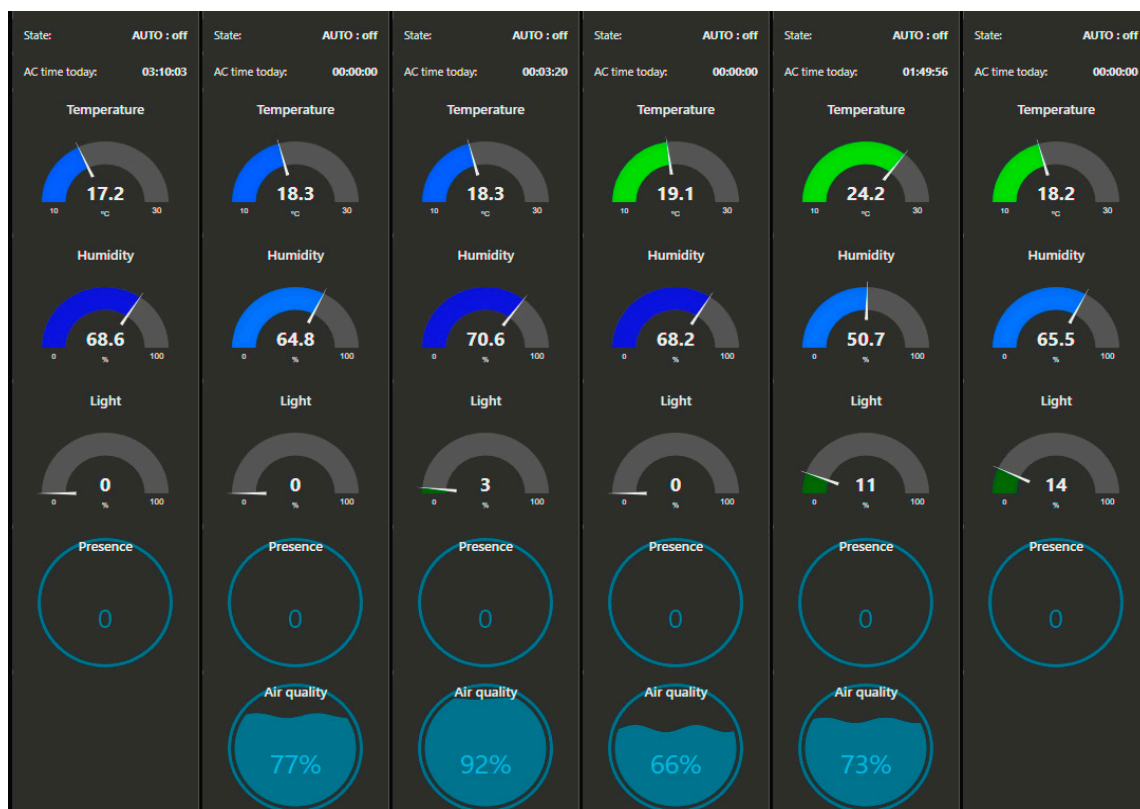 State: AUTO : off State: AUTO : off State: AUTO : off State: AUTO : off State: AUTO : off State: AUTO : off
AC time today: 03:10:03 AC time today: 00:00:00 AC time today: 00:03:20 AC time today: 00:00:00 AC time today: 01:49:56 AC time today: 00:00:00
Temperature Temperature Temperature Temperature Temperature Temperature
17.2 18.3 18.3 19.1 24.2 18.2
10 ºC 30 10 ºC 30 10 ºC 30 10 ºC 30 10 ºC 30 10 ºC 30
Humidity Humidity Humidity Humidity Humidity Humidity
68.6 64.8 70.6 68.2 50.7 65.5
0 % 100 0 % 100 0 % 100 0 % 100 0 % 100 0 % 100
Light Light Light Light Light Light
0 0 3 0 11 14
0 % 100 0 % 100 0 % 100 0 % 100 0 % 100 0 % 100
Presence Presence Presence Presence Presence Presence
0 0 0 0 0 0
Air quality Air quality Air quality Air quality
77% 92% 66% 73%